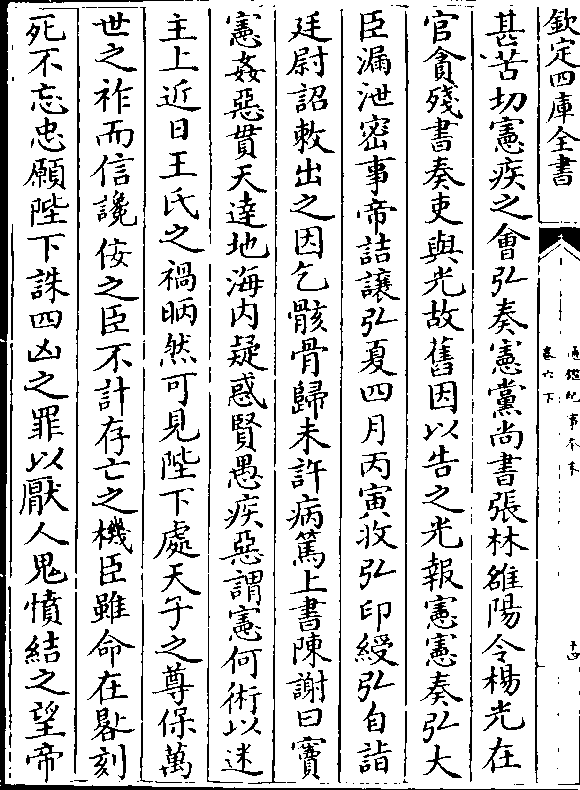 欽定四庫全書
通鑑紀事本末
卷六下
十四
甚苦切憲疾之會弘奏憲黨尚書張林雒陽令楊光在
官貪殘書奏吏與光故舊因以告之光報憲憲奏弘大
臣漏泄密事帝詰讓弘夏四月丙寅收弘印綬弘自詣
廷尉詔敕出之因乞骸骨歸未許病篤上書陳謝曰竇
憲姦惡貫天達地海内疑惑賢愚疾惡謂憲何術以迷
主上近日王氏之禍昞然可見陛下處天子之尊保萬
世之祚而信讒佞之臣不計存亡之機臣雖命在晷刻
死不忘忠願陛下誅四凶之罪以厭人鬼憤結之望帝